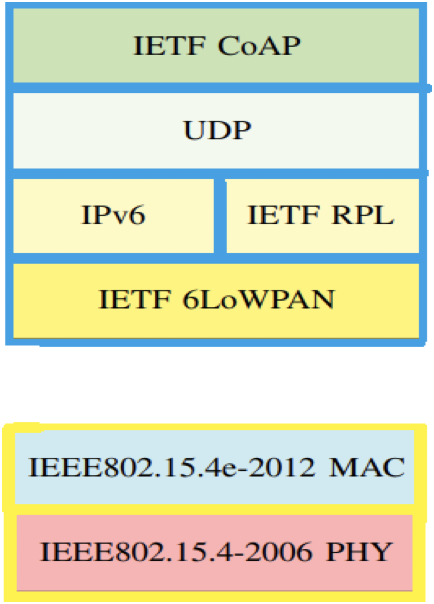 IETF CoAP
UDP
IPv6 IETF RPL
IETF 6LoWPAN
IEEE802.15.4e-2012 MAC
IEEE802.15.4-2006 PHY